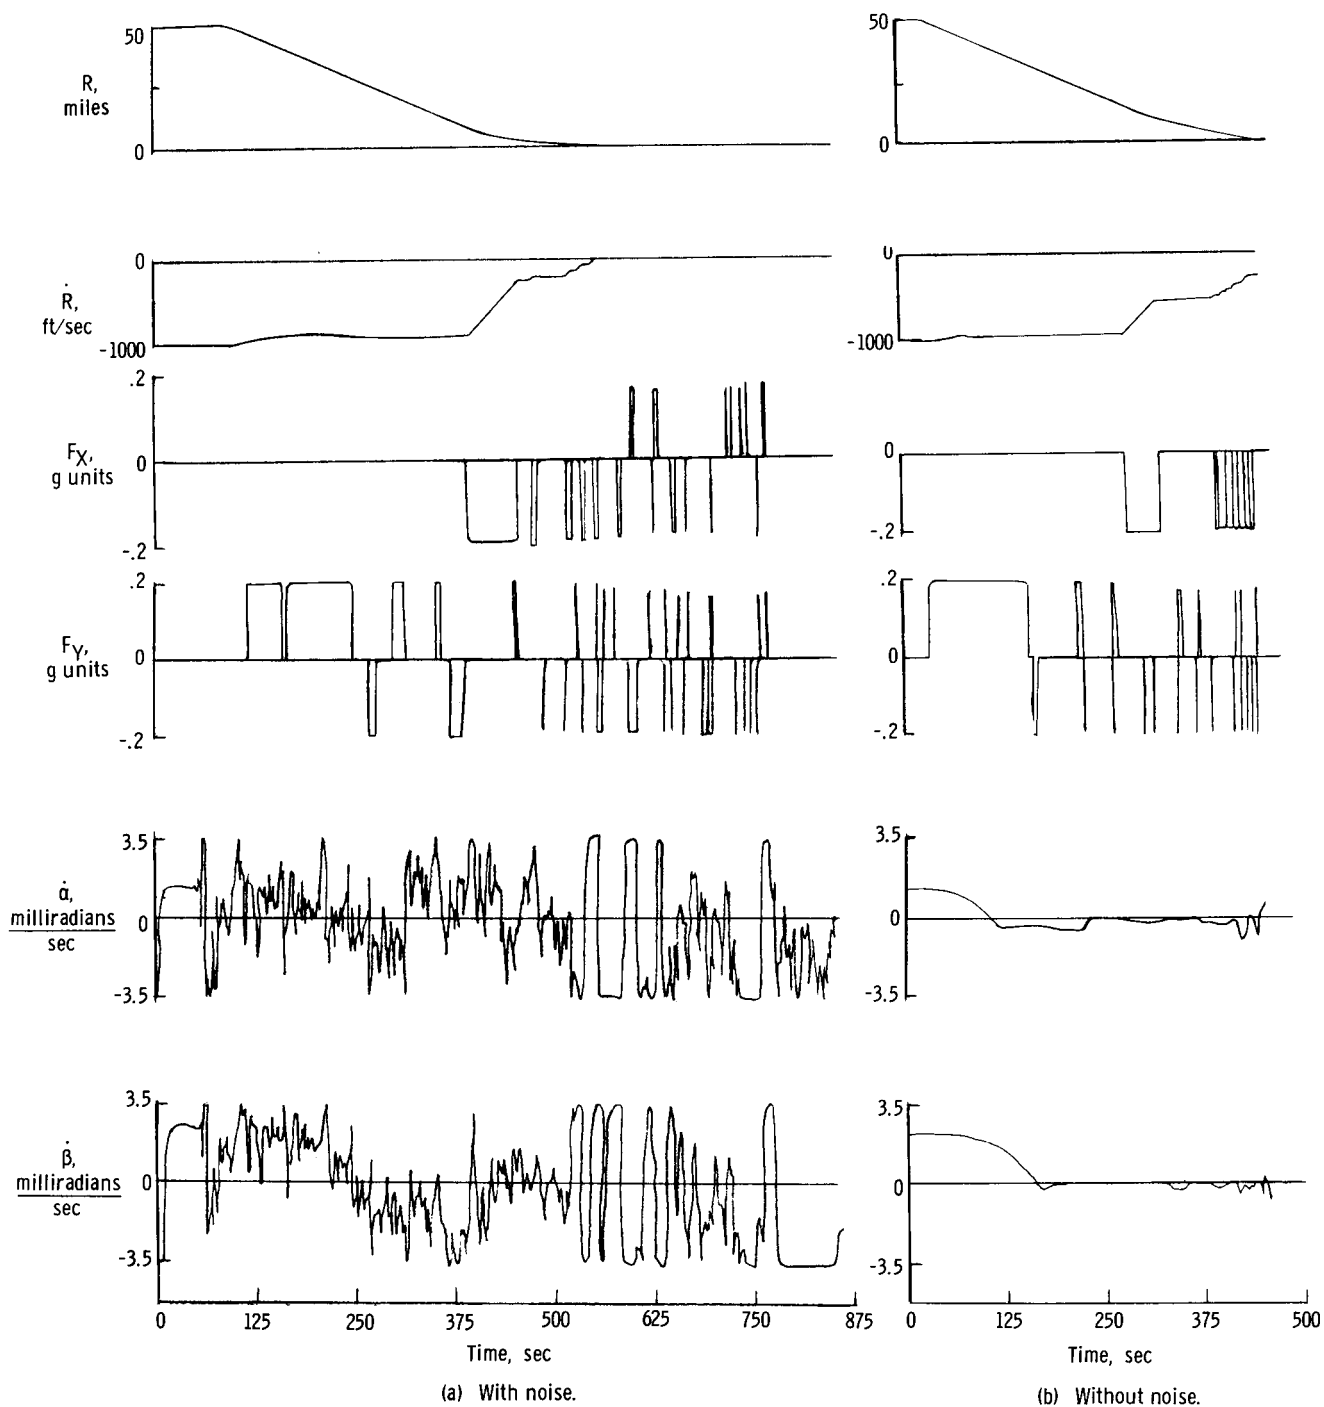 50
R,
miles
0
0
Ṙ,
ft/sec
-1000
.2
F_X,
g units
0
-.2
.2
F_Y,
g units
0
-.2
3.5
α̇,
milliradians
sec
0
-3.5
3.5
β̇,
milliradians
sec
0
-3.5
0 125 250 375 500 625 750 875
Time, sec
(a) With noise.
50
0
0
-1000
0
-.2
.2
0
-.2
3.5
0
-3.5
3.5
0
-3.5
0 125 250 375 500
Time, sec
(b) Without noise.